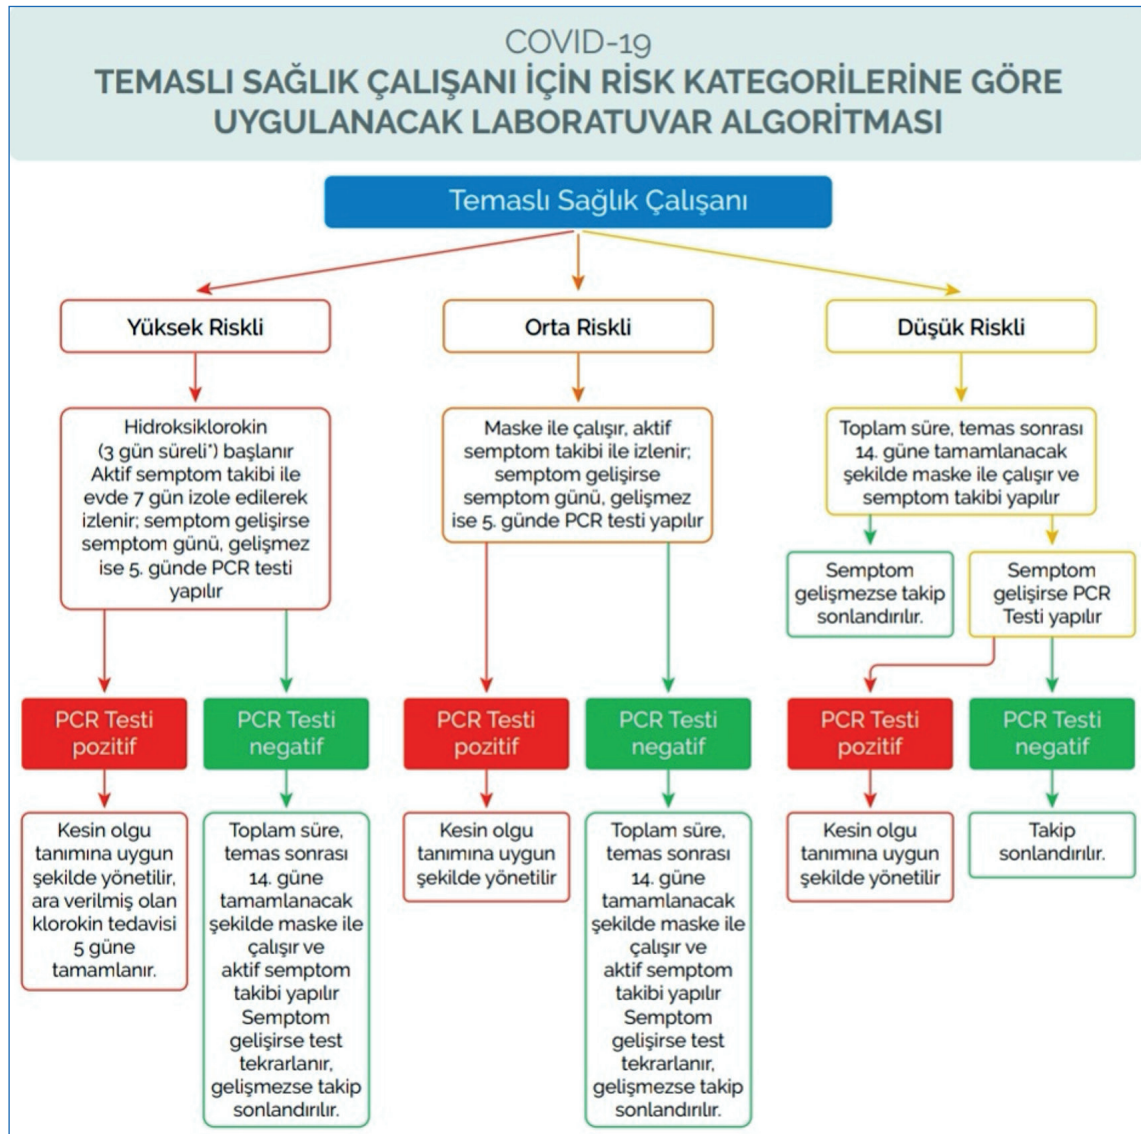 COVID-19
TEMASLI SAĞLIK ÇALIŞANI İÇİN RİSK KATEGORİLERİNE GÖRE
UYGULANACAK LABORATUVAR ALGORİTMASI
Temaslı Sağlık Çalışanı
Yüksek Riskli
Hidroksiklorokin
(3 gün süreli*) başlanır
Aktif semptom takibi ile
evde 7 gün izole edilerek
izlenir; semptom gelişirse
semptom günü, gelişmez
ise 5. günde PCR testi
yapılır
PCR Testi
pozitif
Kesin olgu
tanımına uygun
şekilde yönetilir,
ara verilmiş olan
klorokin tedavisi
5 güne
tamamlanır.
PCR Testi
negatif
Toplam süre,
temas sonrası
14. güne
tamamlanacak
şekilde maske ile
çalışır ve
aktif semptom
takibi yapılır
Semptom
gelişirse test
tekrarlanır,
gelişmezse takip
sonlandırılır.
Orta Riskli
Maske ile çalışır, aktif
semptom takibi ile izlenir;
semptom gelişirse
semptom günü, gelişmez
ise 5. günde PCR testi yapılır
PCR Testi
pozitif
Kesin olgu
tanımına uygun
şekilde yönetilir
PCR Testi
negatif
Toplam süre,
temas sonrası
14. güne
tamamlanacak
şekilde maske ile
çalışır ve
aktif semptom
takibi yapılır
Semptom
gelişirse test
tekrarlanır,
gelişmezse takip
sonlandırılır.
Düşük Riskli
Toplam süre, temas sonrası
14. güne tamamlanacak
şekilde maske ile çalışır ve
semptom takibi yapılır
Semptom
gelişmezse takip
sonlandırılır.
Semptom
gelişirse PCR
Testi yapılır
PCR Testi
pozitif
Kesin olgu
tanımına uygun
şekilde yönetilir
PCR Testi
negatif
Takip
sonlandırılır.